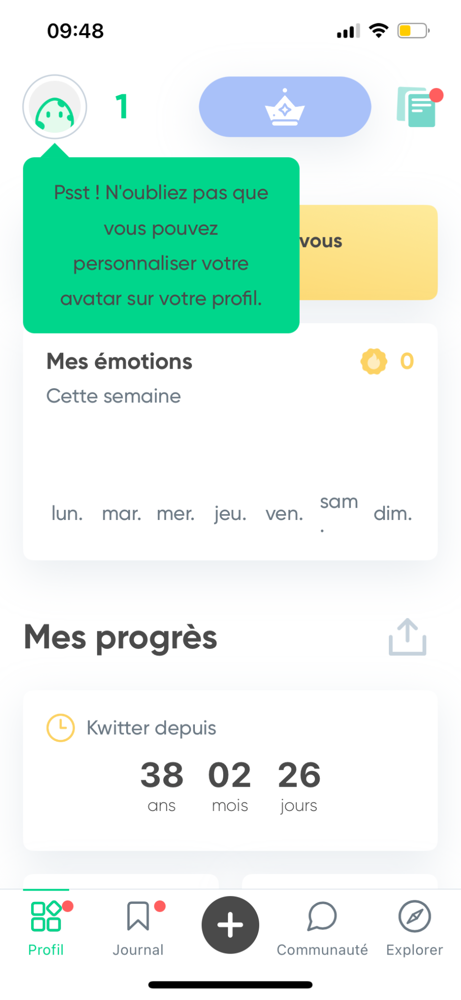 09:48
1
Psst ! N'oubliez pas que
vous pouvez
personnaliser votre
avatar sur votre profil.
vous
Mes émotions
0
Cette semaine
lun. mar. mer. jeu. ven. sam
. dim.
Mes progrès
Kwitter depuis
38 02 26
ans mois jours
Profil Journal Communauté Explorer